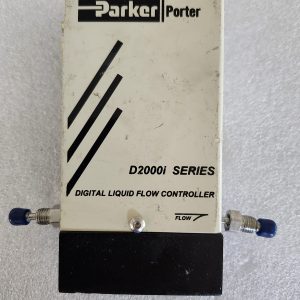 Parker Porter
D2000i SERIES
DIGITAL LIQUID FLOW CONTROLLER
FLOW